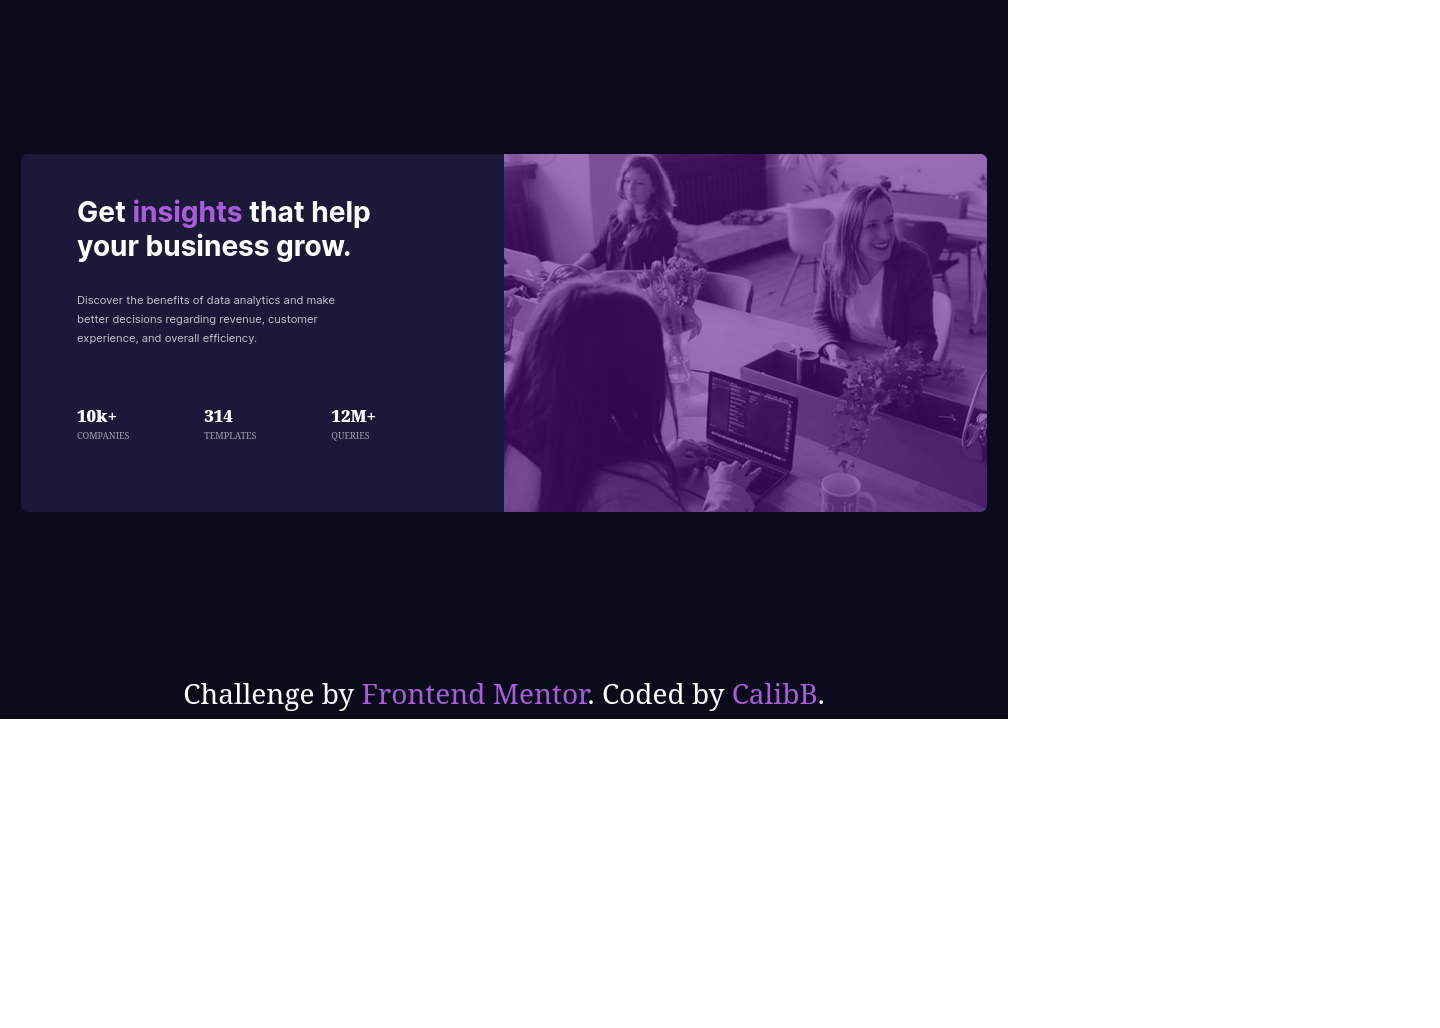 Get insights that help
your business grow.
Discover the benefits of data analytics and make
better decisions regarding revenue, customer
experience, and overall efficiency.
10k+ 314 12M+
COMPANIES TEMPLATES QUERIES
Challenge by Frontend Mentor. Coded by CalibB.